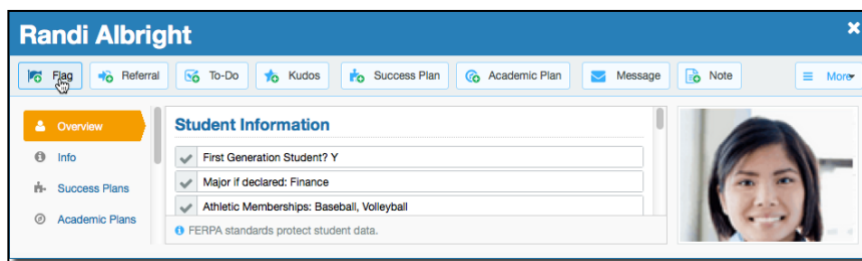 Randi Albright
Flag Referral To-Do Kudos Success Plan Academic Plan Message Note More
Overview
Info
Success Plans
Academic Plans
Student Information
First Generation Student? Y
Major if declared: Finance
Athletic Memberships: Baseball, Volleyball
FERPA standards protect student data.